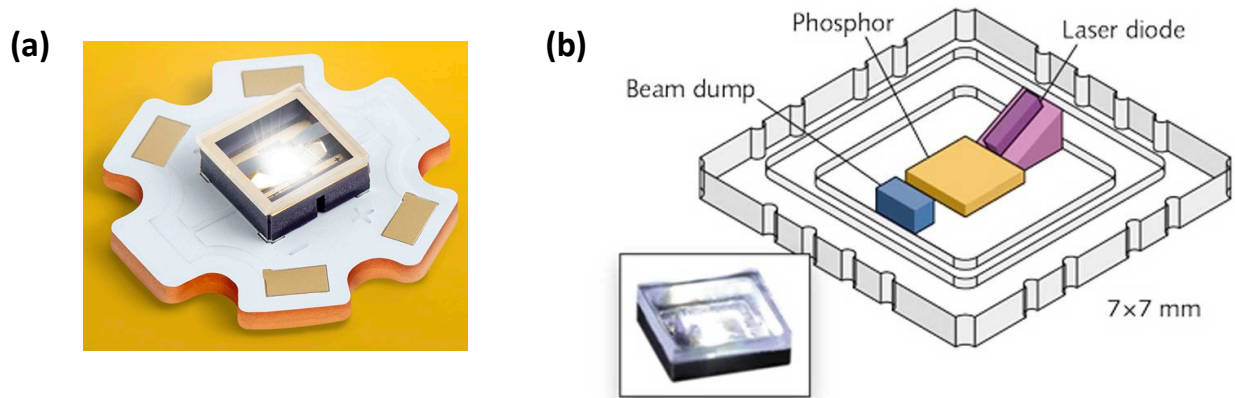 (a)
(b)
Phosphor
Laser diode
Beam dump
7×7 mm